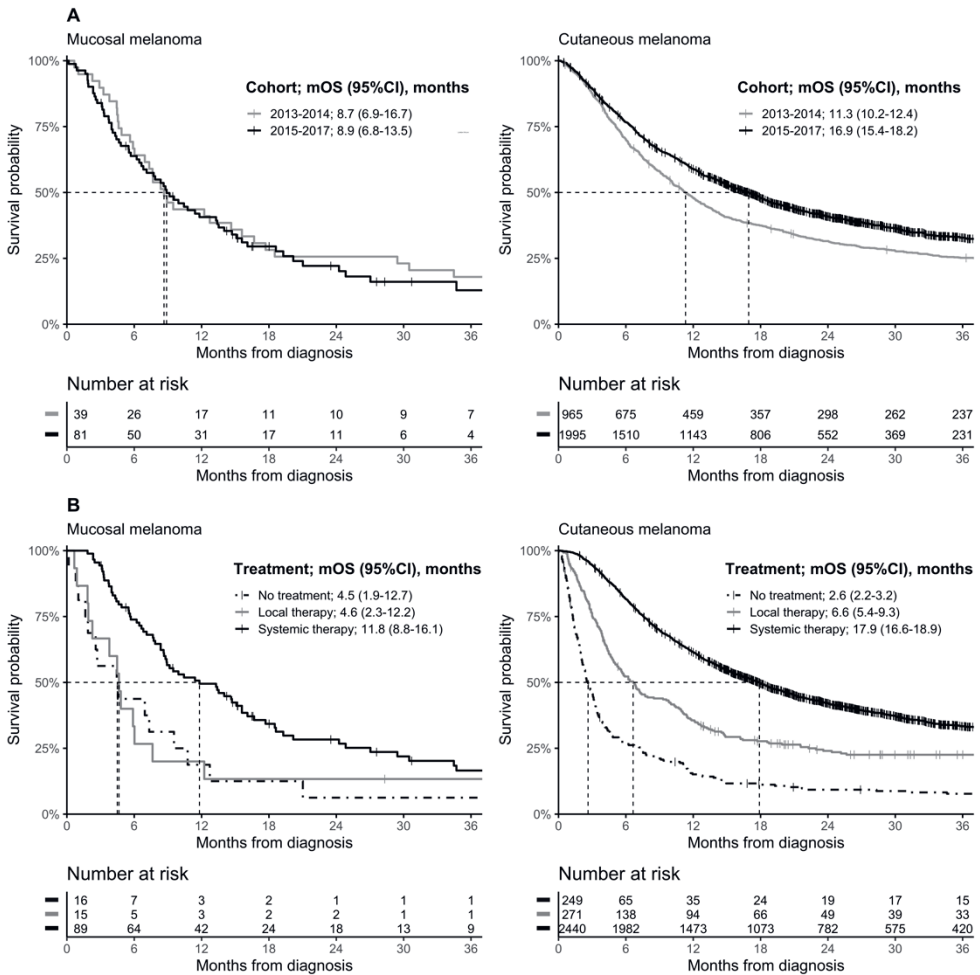 A
Mucosal melanoma
Cohort; mOS (95%CI), months
2013-2014; 8.7 (6.9-16.7)
2015-2017; 8.9 (6.8-13.5)
Survival probability
100%
75%
50%
25%
0%
0 6 12 18 24 30 36
Months from diagnosis
Number at risk
39 26 17 11 10 9 7
81 50 31 17 11 6 4
0 6 12 18 24 30 36
Months from diagnosis
Cutaneous melanoma
Cohort; mOS (95%CI), months
2013-2014; 11.3 (10.2-12.4)
2015-2017; 16.9 (15.4-18.2)
Survival probability
100%
75%
50%
25%
0%
0 6 12 18 24 30 36
Months from diagnosis
Number at risk
965 675 459 357 298 262 237
1995 1510 1143 806 552 369 231
0 6 12 18 24 30 36
Months from diagnosis
B
Mucosal melanoma
Treatment; mOS (95%CI), months
No treatment; 4.5 (1.9-12.7)
Local therapy; 4.6 (2.3-12.2)
Systemic therapy; 11.8 (8.8-16.1)
Survival probability
100%
75%
50%
25%
0%
0 6 12 18 24 30 36
Months from diagnosis
Number at risk
16 7 3 2 1 1 1
15 5 3 2 2 1 1
89 64 42 24 18 13 9
0 6 12 18 24 30 36
Months from diagnosis
Cutaneous melanoma
Treatment; mOS (95%CI), months
No treatment; 2.6 (2.2-3.2)
Local therapy; 6.6 (5.4-9.3)
Systemic therapy; 17.9 (16.6-18.9)
Survival probability
100%
75%
50%
25%
0%
0 6 12 18 24 30 36
Months from diagnosis
Number at risk
249 65 35 24 19 17 15
271 138 94 66 49 39 33
2440 1982 1473 1073 782 575 420
0 6 12 18 24 30 36
Months from diagnosis